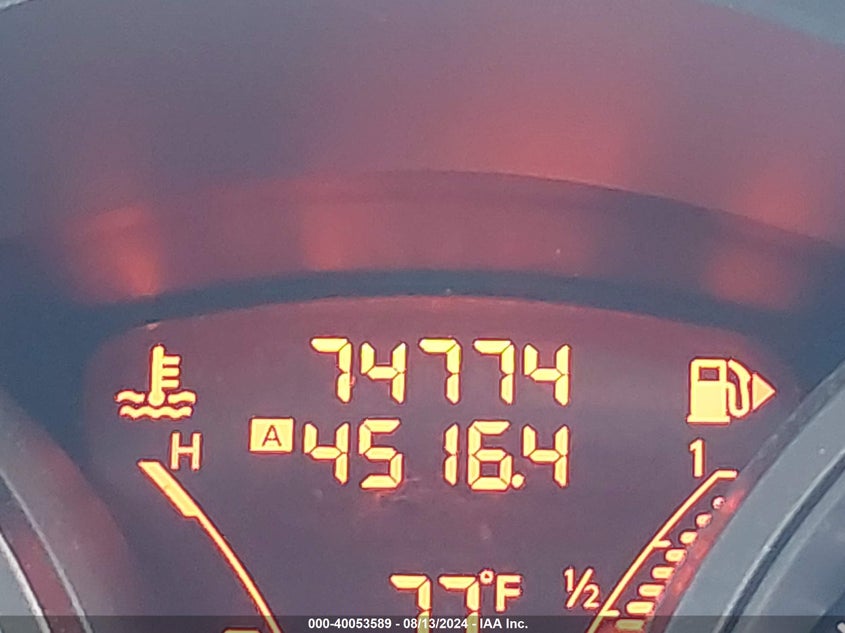 74774
A 4516.4
H
1
77°F
1/2
000-40053589 - 08/13/2024 - IAA Inc.